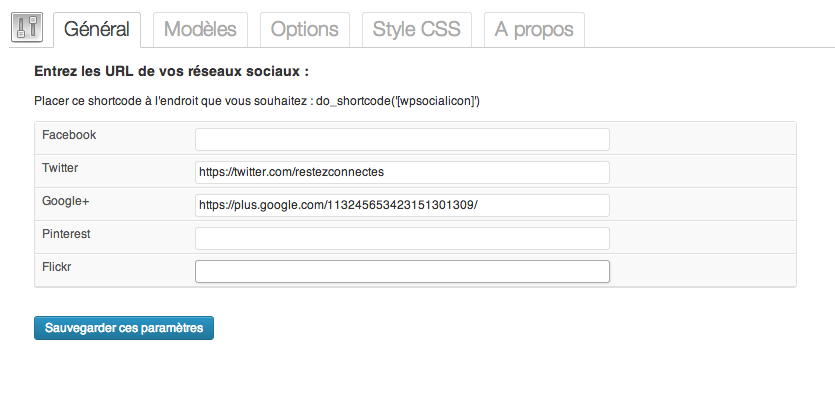 Général Modèles Options Style CSS A propos
Entrez les URL de vos réseaux sociaux :
Placer ce shortcode à l'endroit que vous souhaitez : do_shortcode('[wpsocialicon]')
Facebook
Twitter https://twitter.com/restezconnectes
Google+ https://plus.google.com/113245653423151301309/
Pinterest
Flickr
Sauvegarder ces paramètres